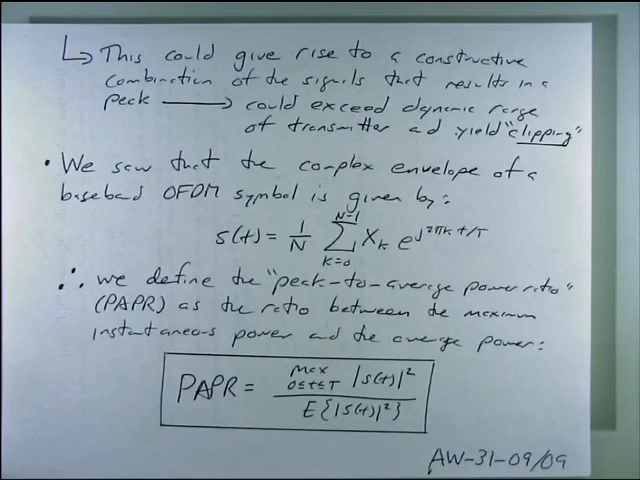 ↳ This could give rise to a constructive
combination of the signals that results in a
peak ⟶ could exceed dynamic range
of transmitter and yield "clipping"
• We saw that the complex envelope of a
baseband OFDM symbol is given by:
s(t) = 1/N ∑_{k=0}^{N-1} X_k e^{j2πkt/T}
∴ we define the "peak-to-average power ratio"
(PAPR) as the ratio between the maximum
instantaneous power and the average power:
PAPR = max_{0≤t≤T} |s(t)|² / E{|s(t)|²}
AW-31-09/09